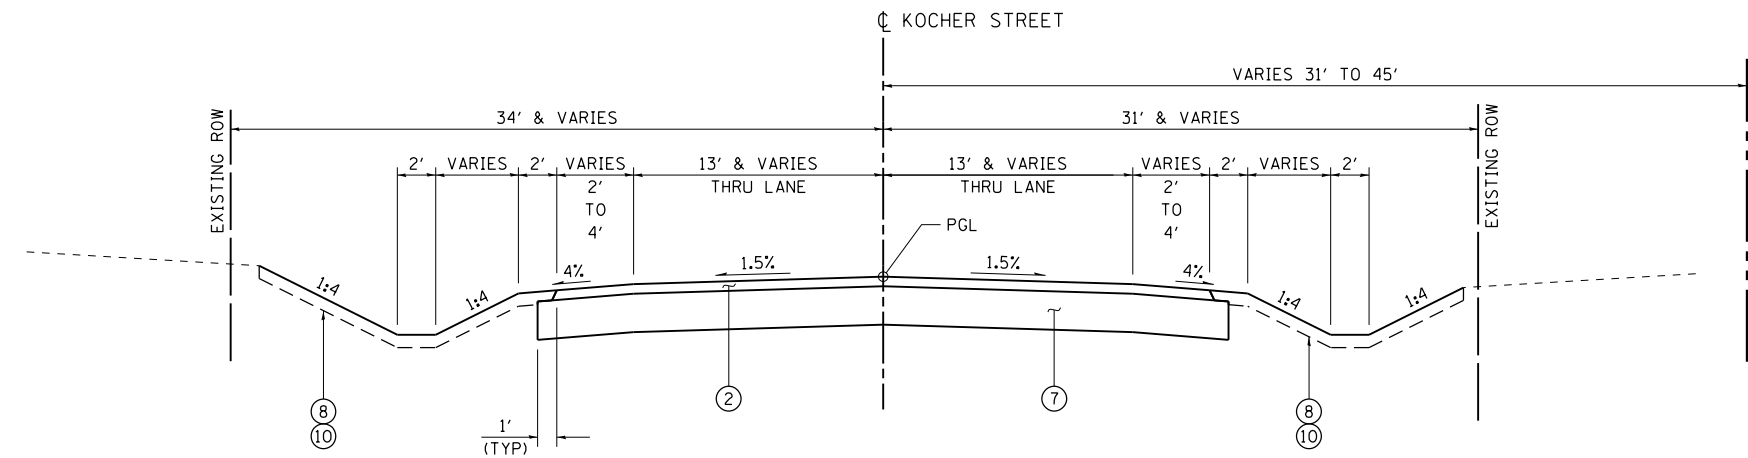 ℄ KOCHER STREET
VARIES 31' TO 45'
34' & VARIES
31' & VARIES
EXISTING ROW
EXISTING ROW
2'
VARIES
2'
VARIES
2'
TO
4'
13' & VARIES
THRU LANE
13' & VARIES
THRU LANE
VARIES
2'
TO
4'
2'
VARIES
2'
PGL
1:4
1:4
4%
1.5%
1.5%
4%
1:4
1:4
2
7
8
10
8
10
1'
(TYP)